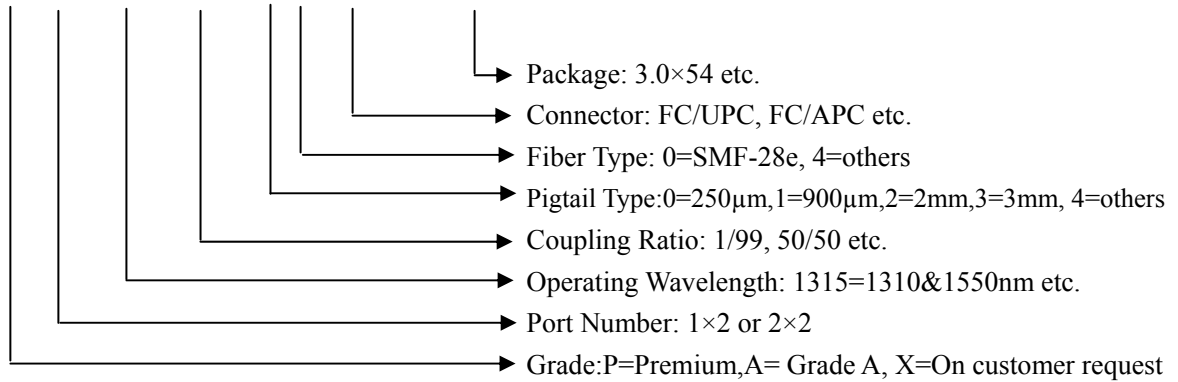 Package: 3.0×54 etc.
Connector: FC/UPC, FC/APC etc.
Fiber Type: 0=SMF-28e, 4=others
Pigtail Type:0=250μm,1=900μm,2=2mm,3=3mm, 4=others
Coupling Ratio: 1/99, 50/50 etc.
Operating Wavelength: 1315=1310&1550nm etc.
Port Number: 1×2 or 2×2
Grade:P=Premium,A= Grade A, X=On customer request